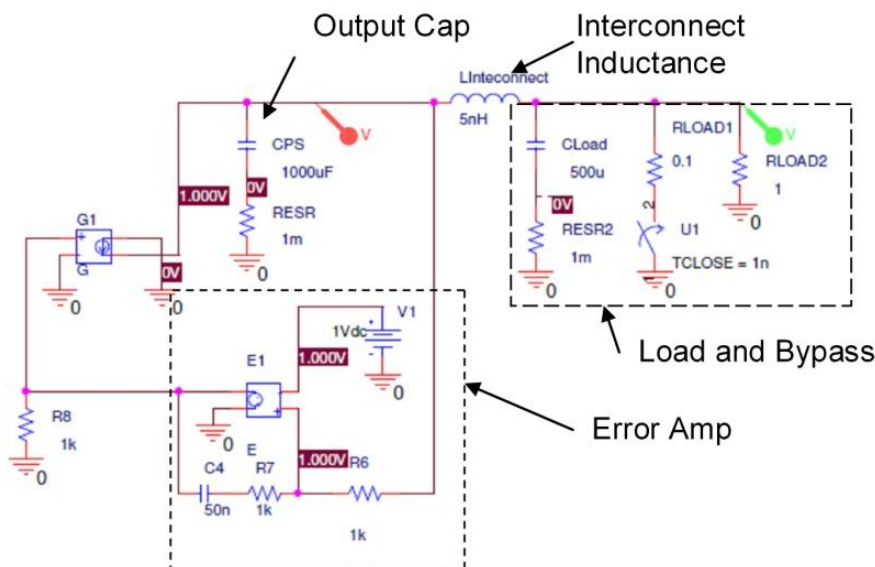 Output Cap
Interconnect
Inductance
LInteconnect
5nH
V
CPS
1000uF
0V
RESR
1m
0
1.000V
G1
G
0
0V
0
CLoad
500u
0V
RESR2
1m
0
RLOAD1
0.1
2
U1
TCLOSE = 1n
1
0
V
RLOAD2
1
0
Load and Bypass
V1
1Vdc
1.000V
0
E1
0
E
1.000V
Error Amp
R8
1k
0
C4
50n
R7
1k
R6
1k